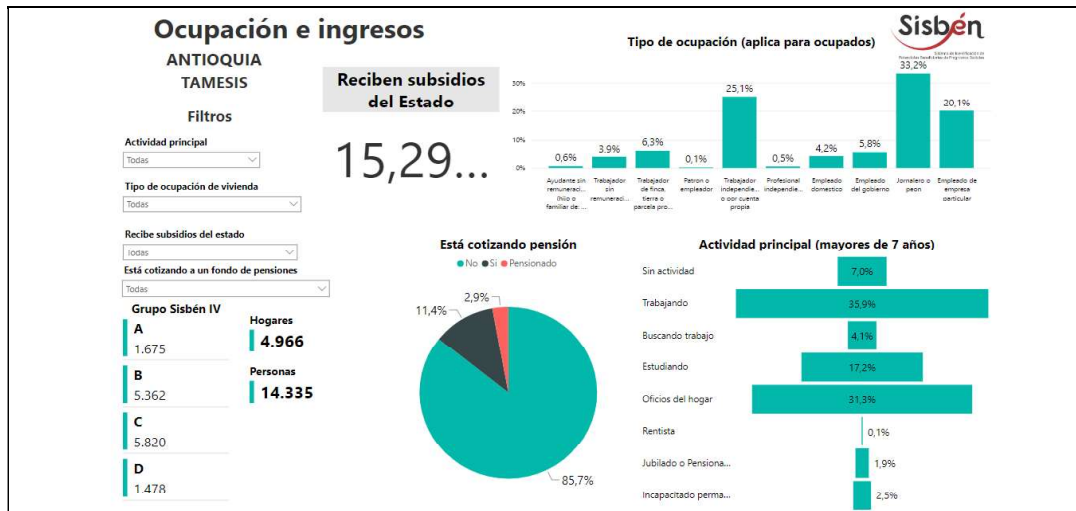 Ocupación e ingresos
ANTIOQUIA
TAMESIS
Filtros
Actividad principal
Todas
Tipo de ocupación de vivienda
Todas
Recibe subsidios del estado
Todas
Está cotizando a un fondo de pensiones
Todas
Grupo Sisbén IV
A
1.675
B
5.362
C
5.820
D
1.478
Hogares
4.966
Personas
14.335
Reciben subsidios
del Estado
15,29...
Sisbén
Tipo de ocupación (aplica para ocupados)
30%
20%
10%
0%
0,6%
3,9%
6,3%
0,1%
25,1%
0,5%
4,2%
5,8%
33,2%
20,1%
Ayudante sin
remuneraci...
(hijo o
familiar de: ...
Trabajador
sin
remuneraci...
Trabajador
de finca,
tierra o
parcela pro...
Patron o
empleador
Trabajador
independie...
o por cuenta
propia
Profesional
independie...
Empleado
domestico
Empleado
del gobierno
Jornalero o
peon
Empleado de
empresa
particular
Está cotizando pensión
No Si Pensionado
2,9%
11,4%
85,7%
Actividad principal (mayores de 7 años)
Sin actividad
7,0%
Trabajando
35,9%
Buscando trabajo
4,1%
Estudiando
17,2%
Oficios del hogar
31,3%
Rentista
0,1%
Jubilado o Pensiona...
1,9%
Incapacitado perma...
2,5%